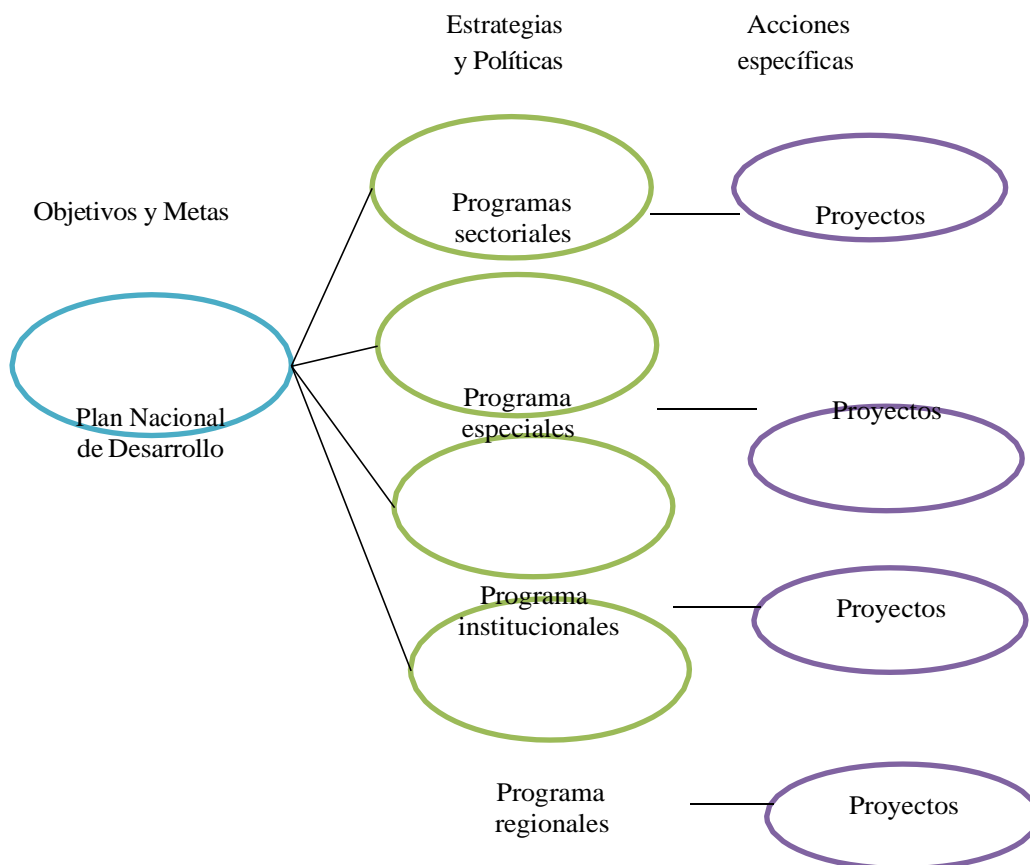 Estrategias
y Políticas
Acciones
específicas
Objetivos y Metas
Programas
sectoriales
Proyectos
Plan Nacional
de Desarrollo
Programa
especiales
Proyectos
Programa
institucionales
Proyectos
Programa
regionales
Proyectos